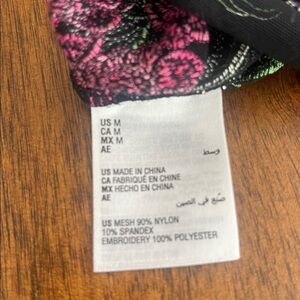 US M
CA M
MX M
AE وسط
US MADE IN CHINA
CA FABRIQUÉ EN CHINE
MX HECHO EN CHINA
AE صنع في الصين
US MESH 90% NYLON
10% SPANDEX
EMBROIDERY 100% POLYESTER